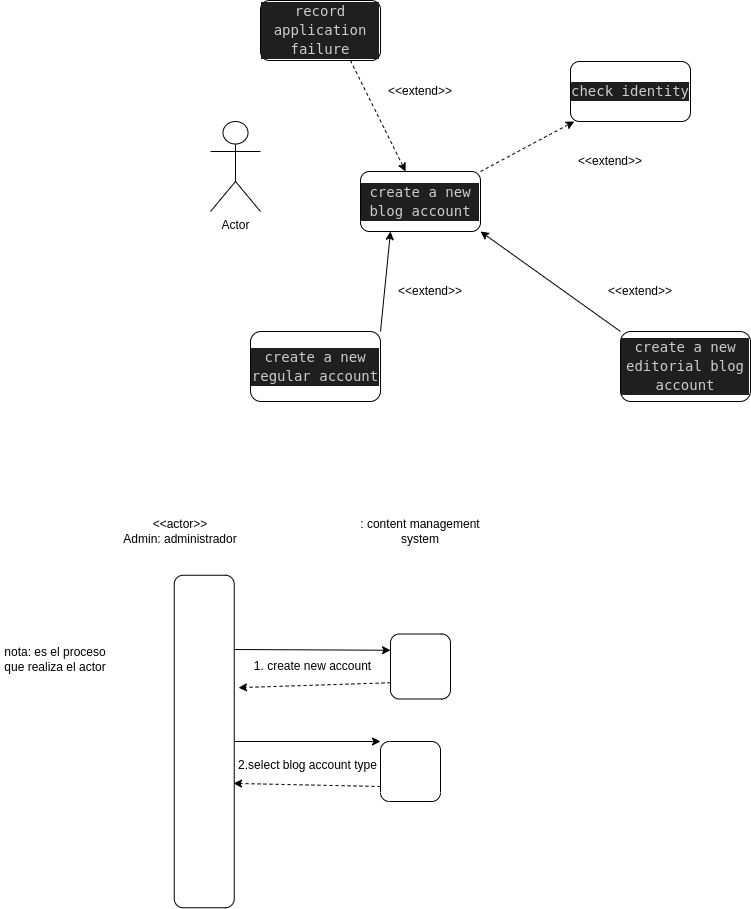 record
application
failure
<<extend>>
check identity
<<extend>>
create a new
blog account
Actor
<<extend>>
<<extend>>
create a new
regular account
create a new
editorial blog
account
<<actor>>
Admin: administrador
: content management
system
nota: es el proceso
que realiza el actor
1. create new account
2.select blog account type